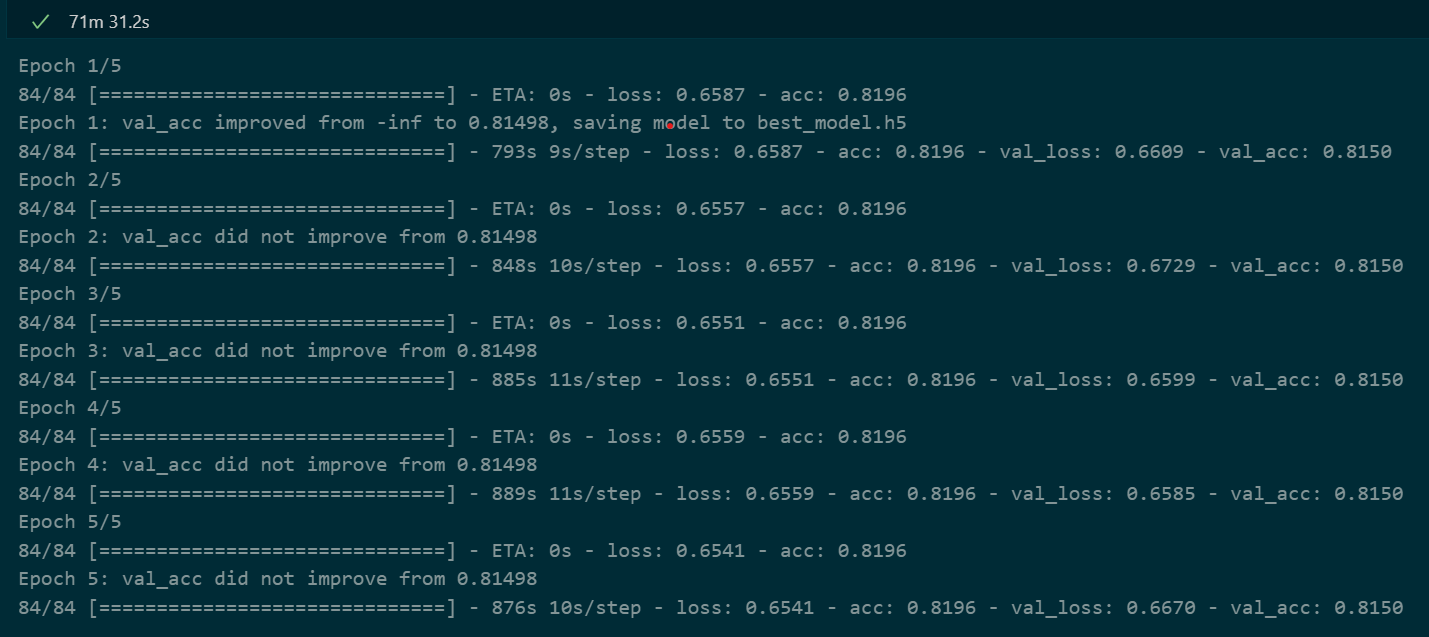 71m 31.2s
Epoch 1/5
84/84 [==============================] - ETA: 0s - loss: 0.6587 - acc: 0.8196
Epoch 1: val_acc improved from -inf to 0.81498, saving model to best_model.h5
84/84 [==============================] - 793s 9s/step - loss: 0.6587 - acc: 0.8196 - val_loss: 0.6609 - val_acc: 0.8150
Epoch 2/5
84/84 [==============================] - ETA: 0s - loss: 0.6557 - acc: 0.8196
Epoch 2: val_acc did not improve from 0.81498
84/84 [==============================] - 848s 10s/step - loss: 0.6557 - acc: 0.8196 - val_loss: 0.6729 - val_acc: 0.8150
Epoch 3/5
84/84 [==============================] - ETA: 0s - loss: 0.6551 - acc: 0.8196
Epoch 3: val_acc did not improve from 0.81498
84/84 [==============================] - 885s 11s/step - loss: 0.6551 - acc: 0.8196 - val_loss: 0.6599 - val_acc: 0.8150
Epoch 4/5
84/84 [==============================] - ETA: 0s - loss: 0.6559 - acc: 0.8196
Epoch 4: val_acc did not improve from 0.81498
84/84 [==============================] - 889s 11s/step - loss: 0.6559 - acc: 0.8196 - val_loss: 0.6585 - val_acc: 0.8150
Epoch 5/5
84/84 [==============================] - ETA: 0s - loss: 0.6541 - acc: 0.8196
Epoch 5: val_acc did not improve from 0.81498
84/84 [==============================] - 876s 10s/step - loss: 0.6541 - acc: 0.8196 - val_loss: 0.6670 - val_acc: 0.8150